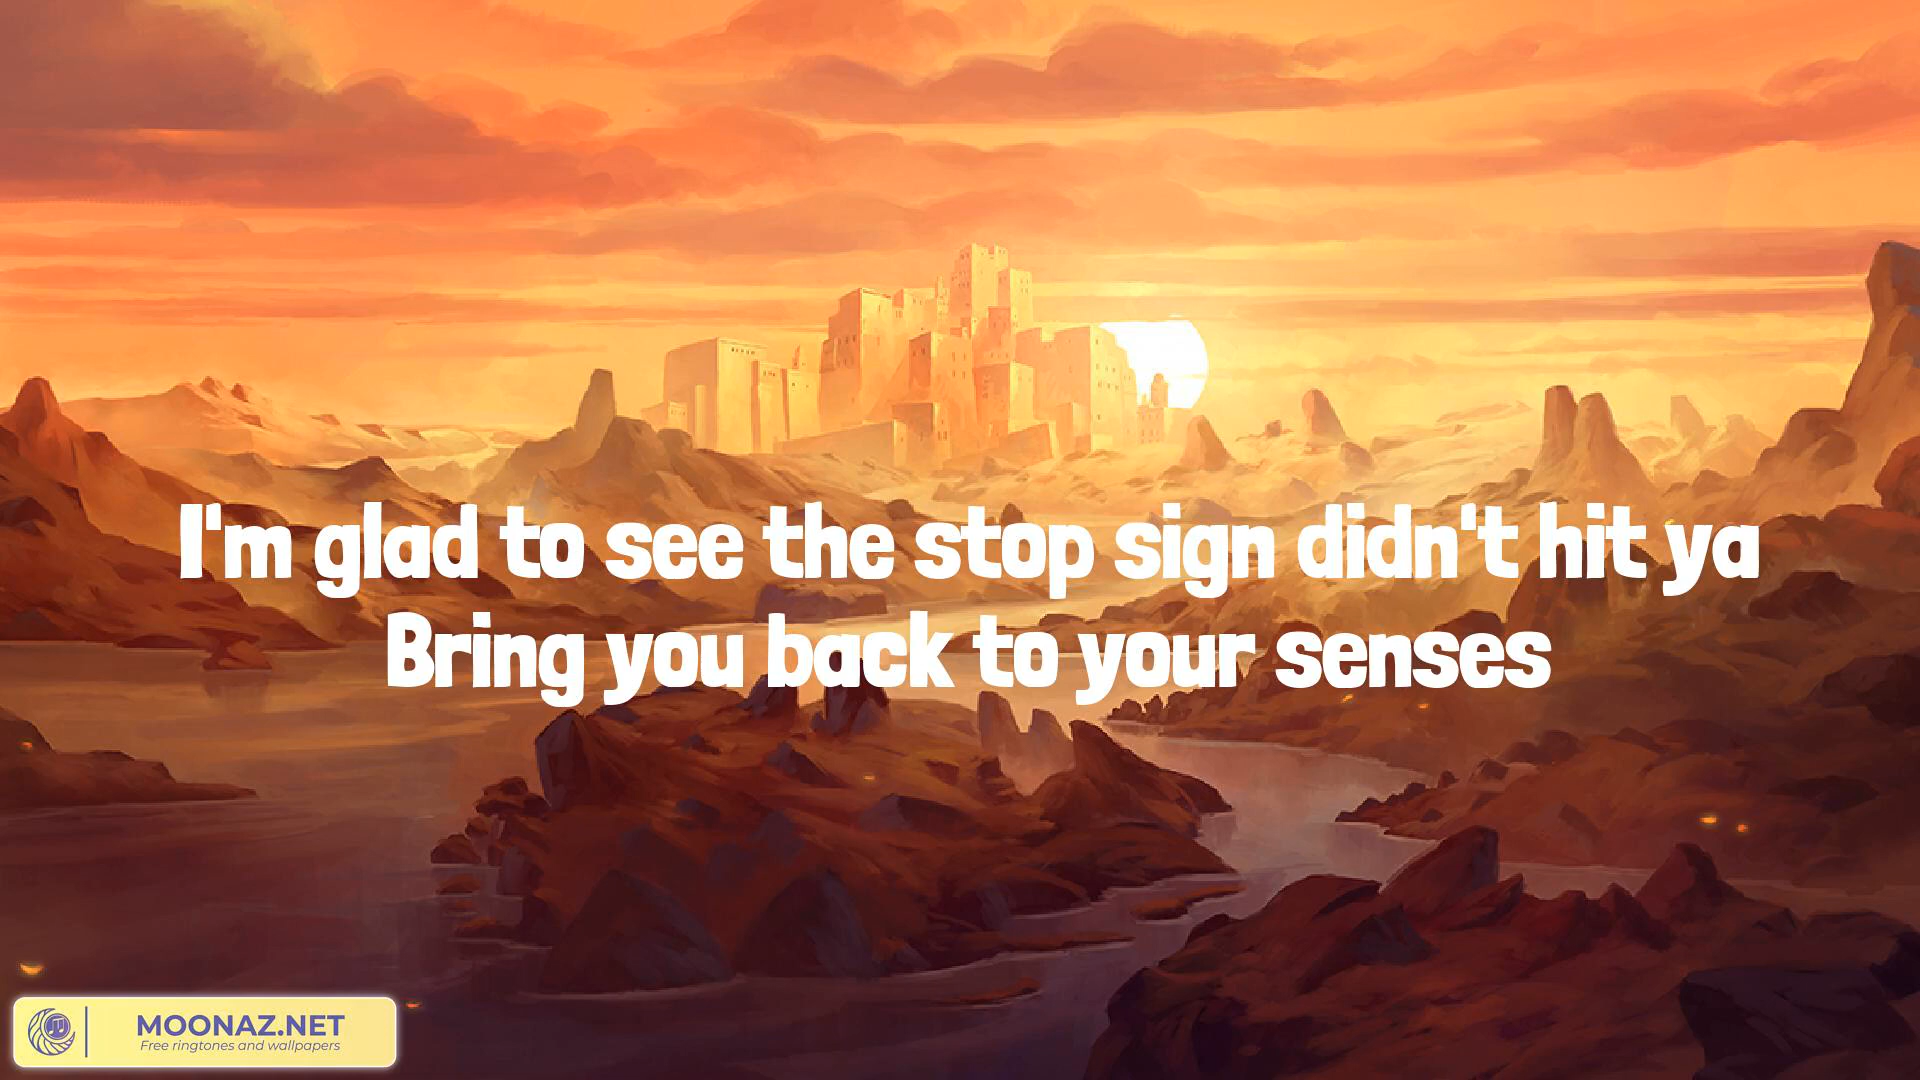 I'm glad to see the stop sign didn't hit ya
Bring you back to your senses
MOONAZ.NET
Free ringtones and wallpapers